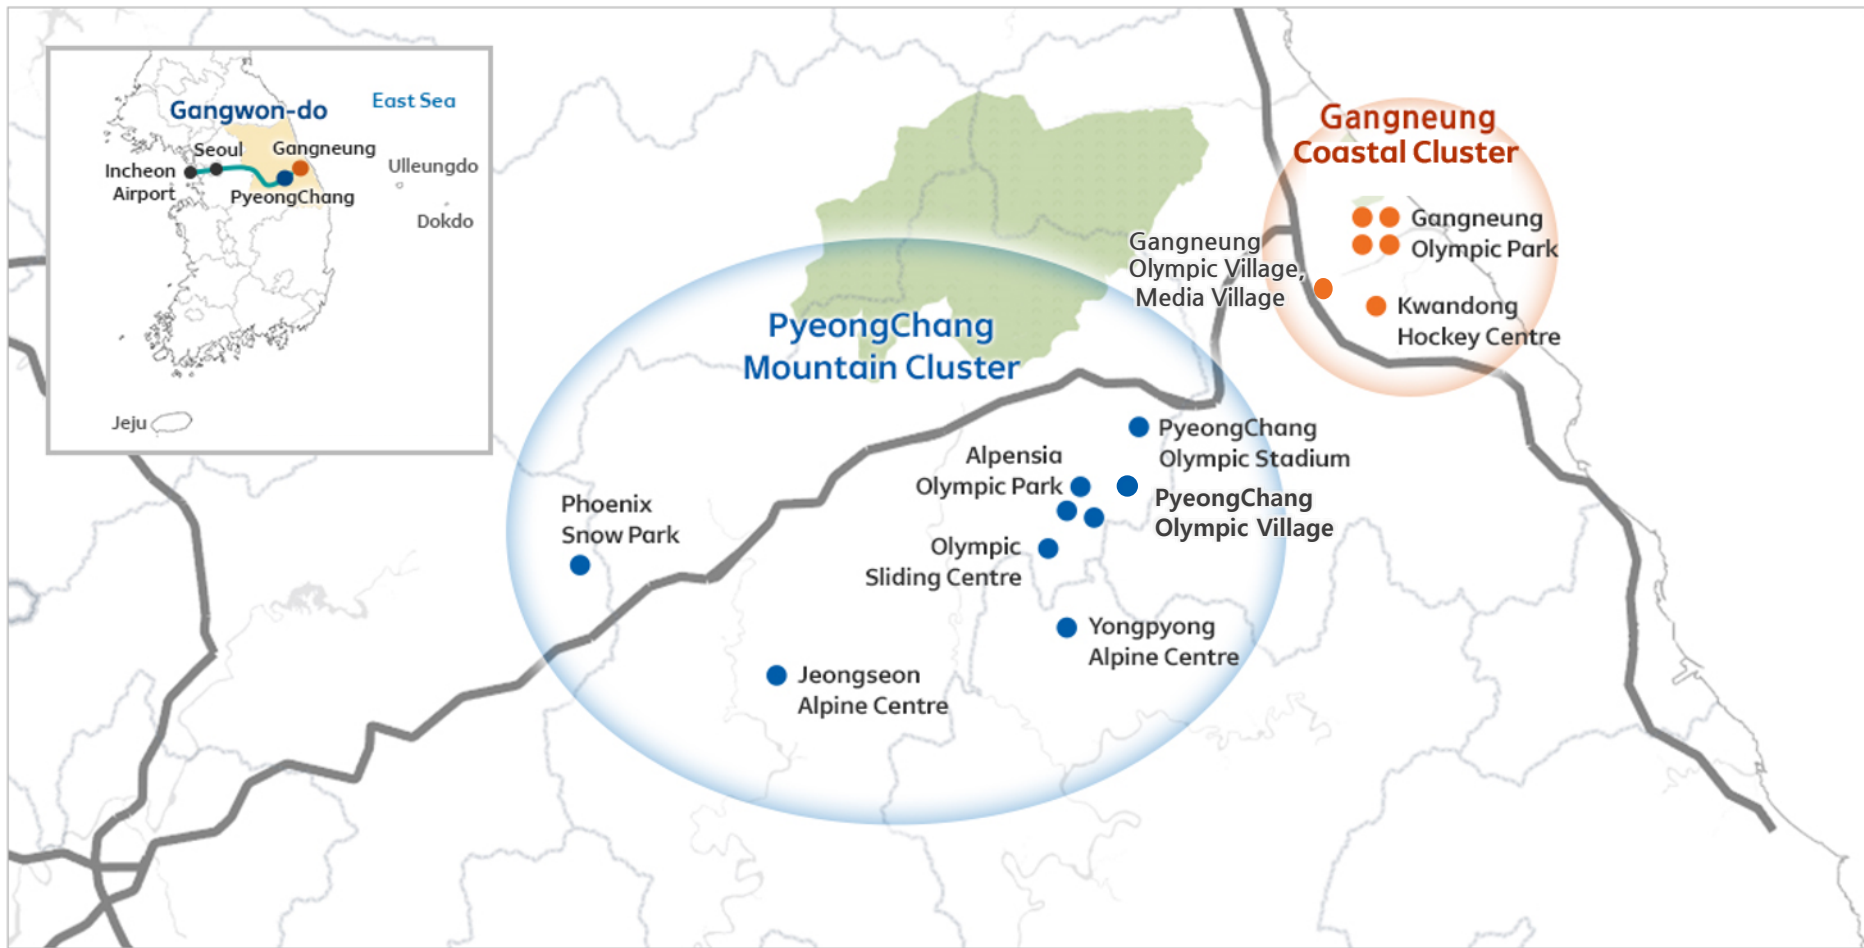 Gangwon-do
East Sea
Seoul
Gangneung
Incheon
Airport
PyeongChang
Ulleungdo
Dokdo
Jeju
Gangneung
Coastal Cluster
Gangneung
Olympic Park
Gangneung
Olympic Village,
Media Village
Kwandong
Hockey Centre
PyeongChang
Mountain Cluster
PyeongChang
Olympic Stadium
Alpensia
Olympic Park
PyeongChang
Olympic Village
Phoenix
Snow Park
Olympic
Sliding Centre
Yongpyong
Alpine Centre
Jeongseon
Alpine Centre